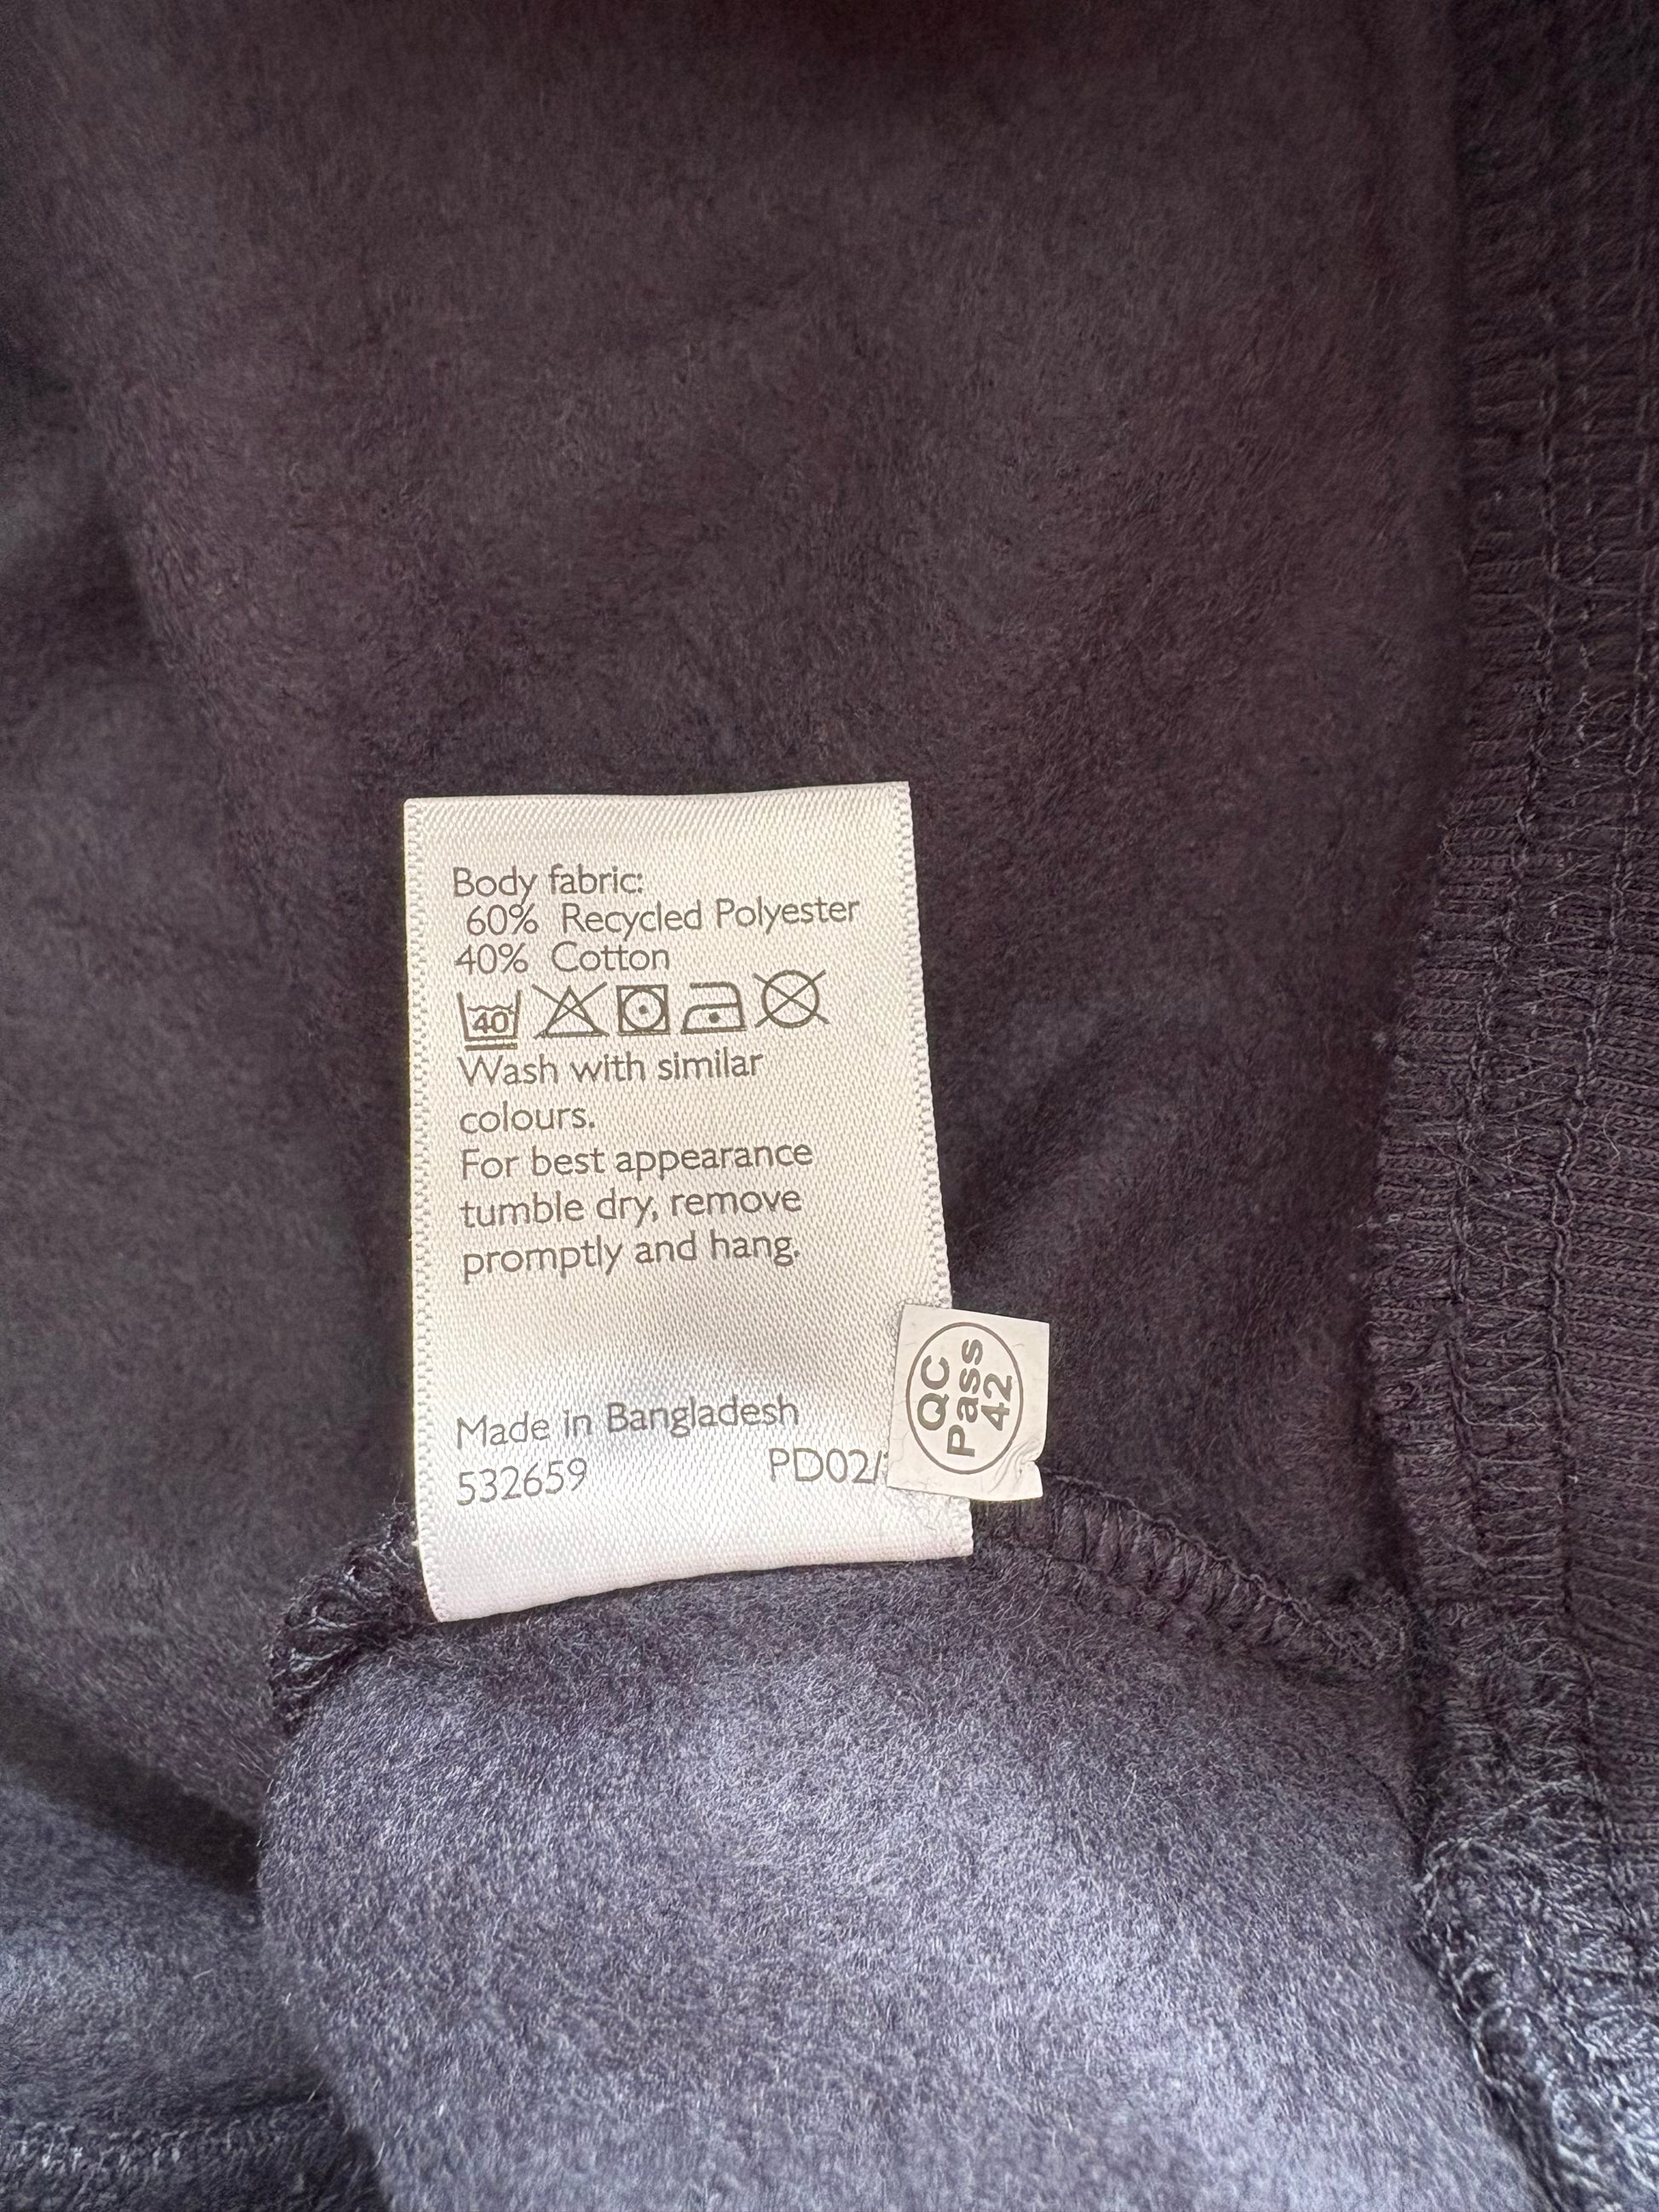 Body fabric:
60% Recycled Polyester
40% Cotton
40
Wash with similar
colours.
For best appearance
tumble dry, remove
promptly and hang.
Made in Bangladesh
532659 PD02/
QC
Pass
42